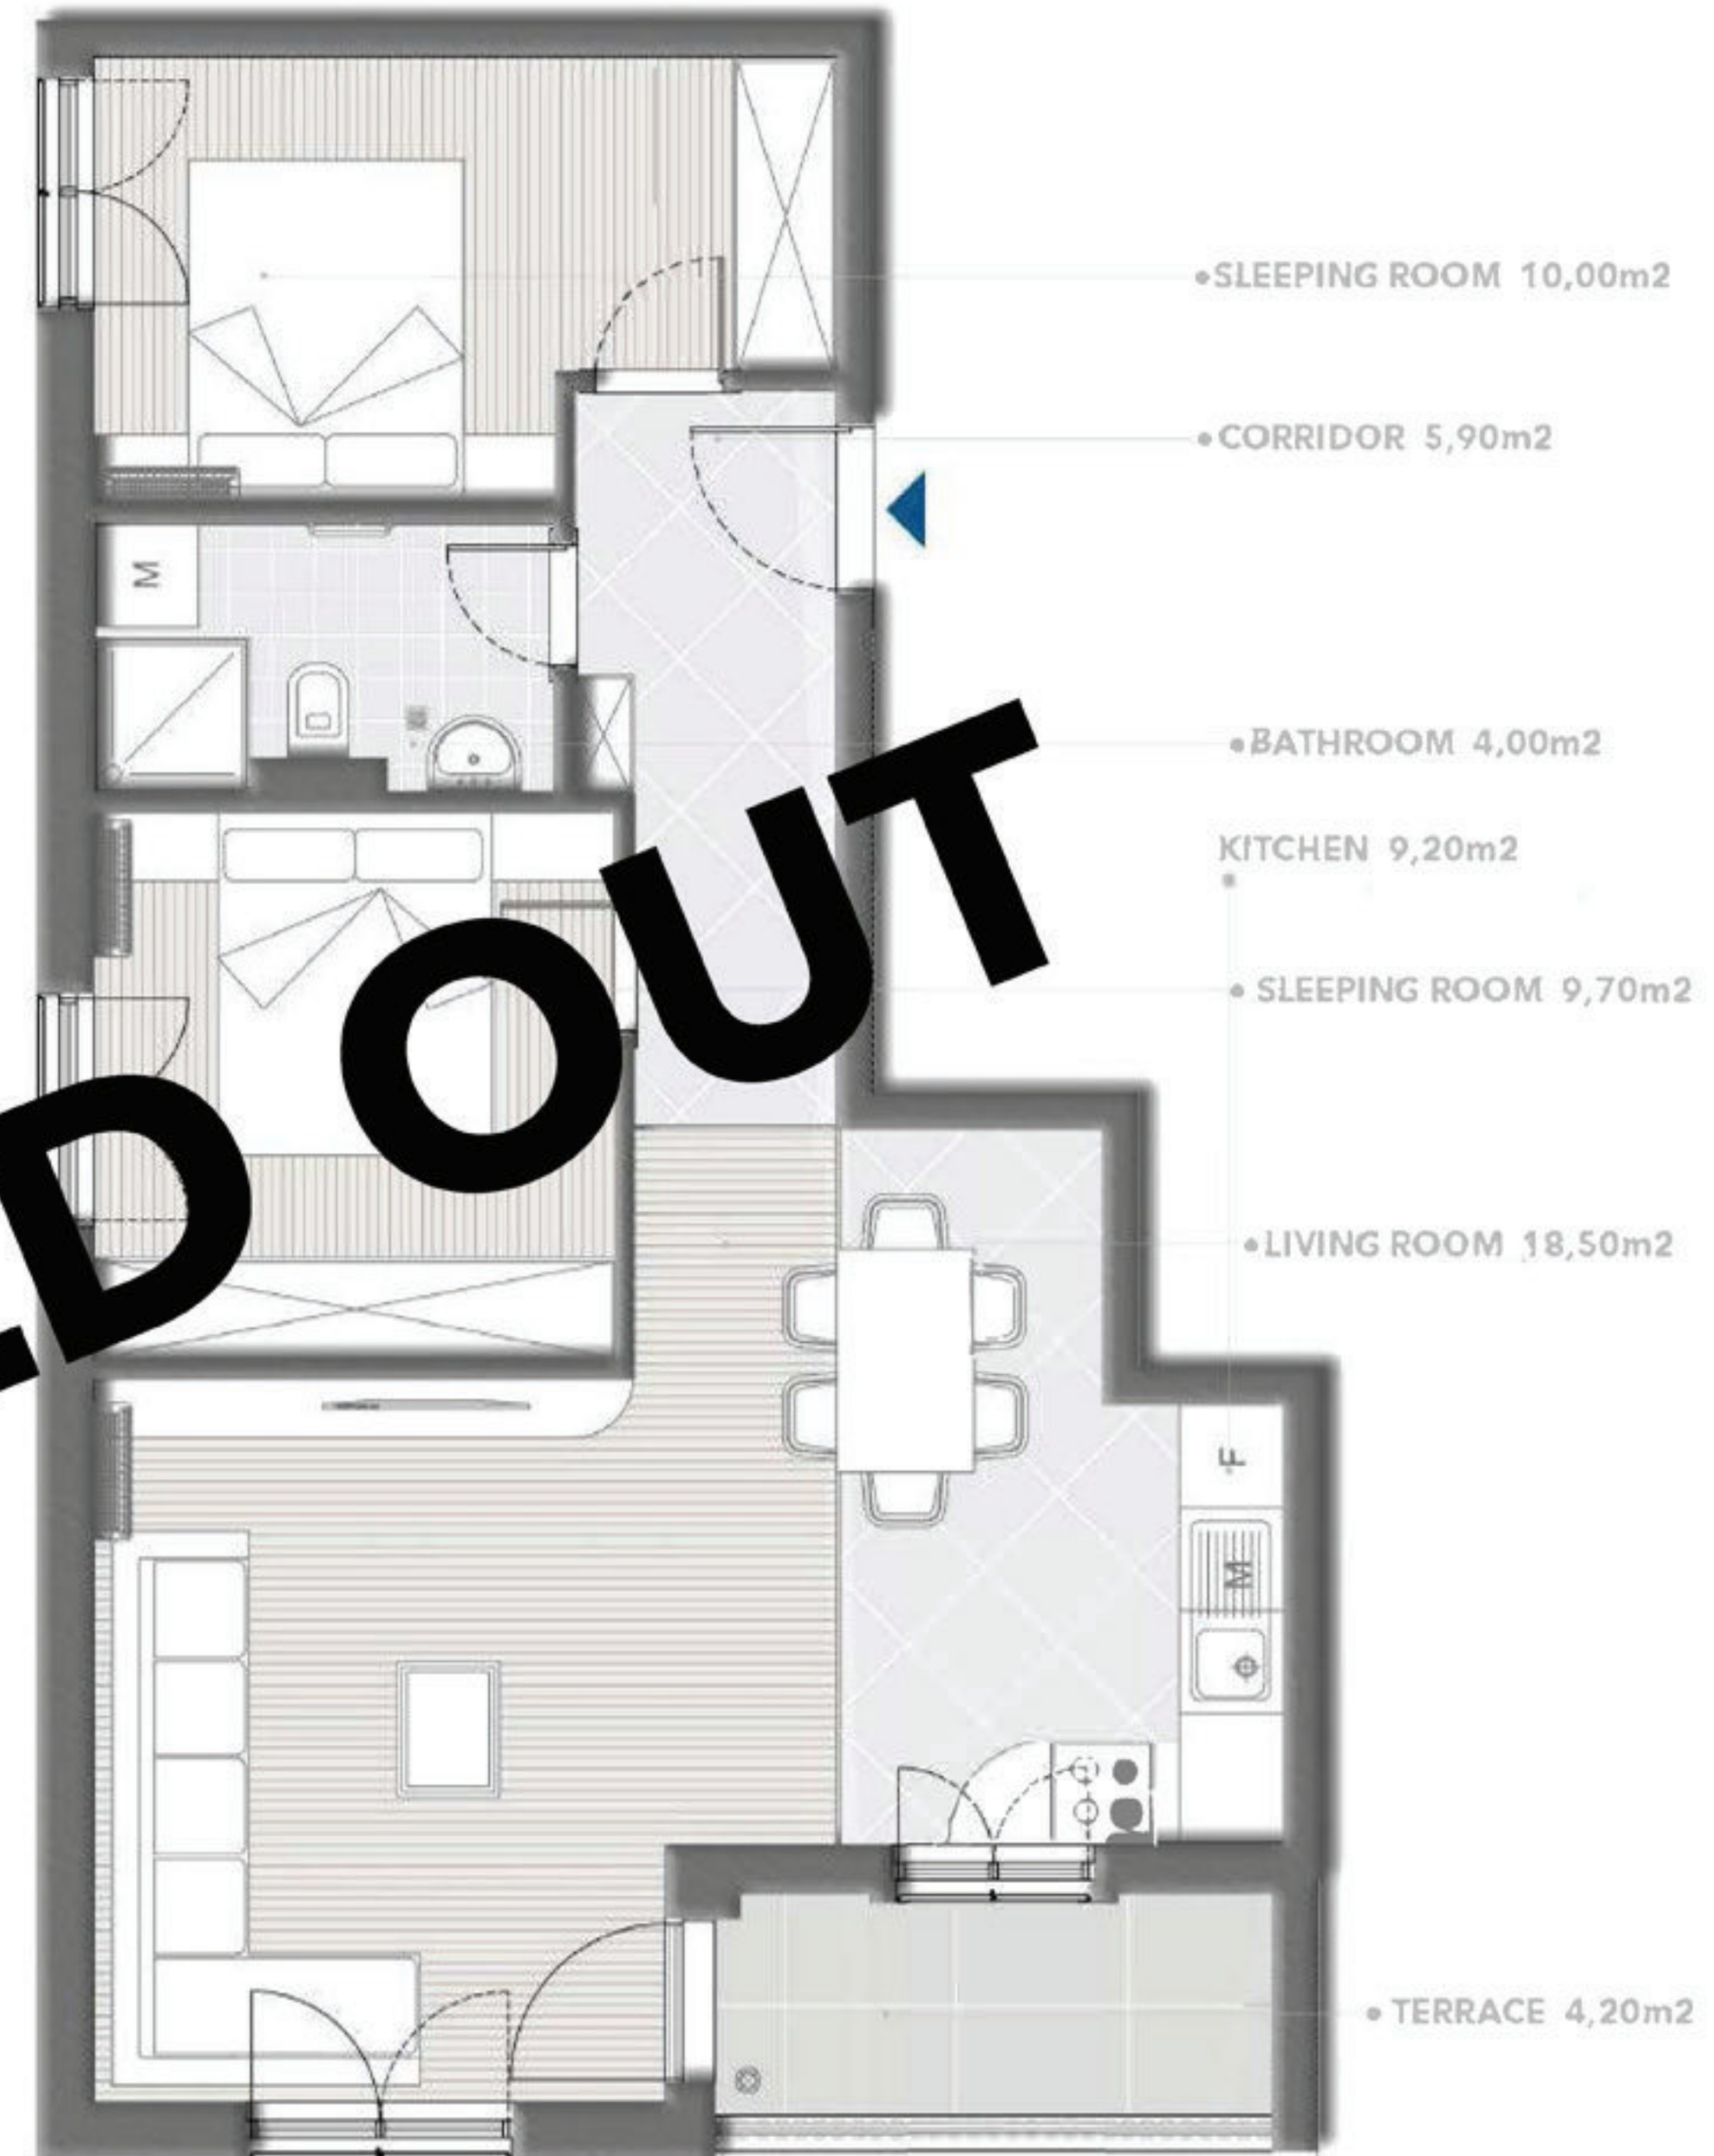 SLEEPING ROOM 10,00m2
CORRIDOR 5,90m2
M
BATHROOM 4,00m2
KITCHEN 9,20m2
SLEEPING ROOM 9,70m2
LD OUT
LIVING ROOM 18,50m2
F
M
TERRACE 4,20m2